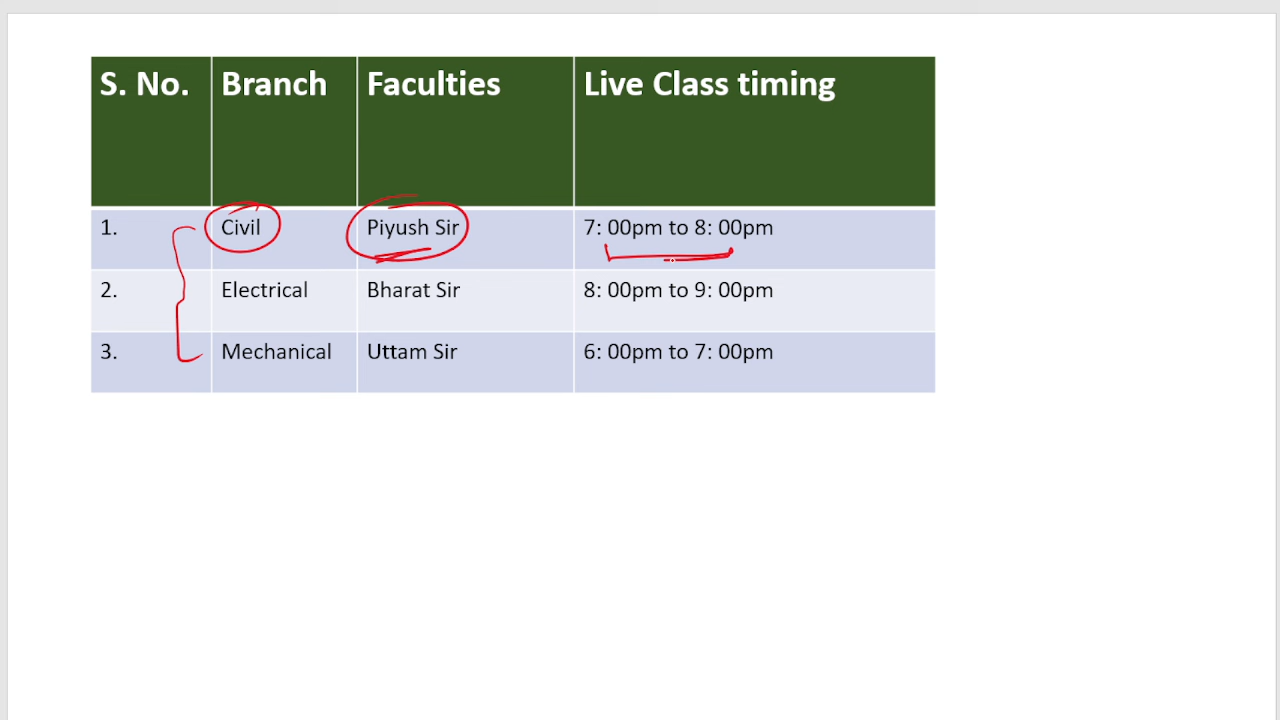 S. No. Branch Faculties Live Class timing
1. Civil Piyush Sir 7: 00pm to 8: 00pm
2. Electrical Bharat Sir 8: 00pm to 9: 00pm
3. Mechanical Uttam Sir 6: 00pm to 7: 00pm